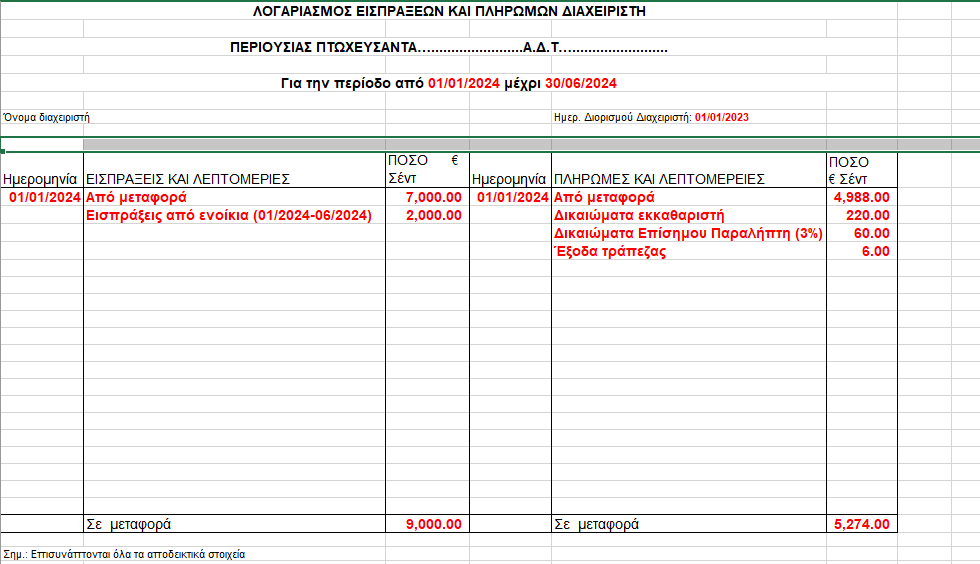 ΛΟΓΑΡΙΑΣΜΟΣ ΕΙΣΠΡΑΞΕΩΝ ΚΑΙ ΠΛΗΡΩΜΩΝ ΔΙΑΧΕΙΡΙΣΤΗ
ΠΕΡΙΟΥΣΙΑΣ ΠΤΩΧΕΥΣΑΝΤΑ…........................Α.Δ.Τ…........................
Για την περίοδο από 01/01/2024 μέχρι 30/06/2024
Όνομα διαχειριστή Ημερ. Διορισμού Διαχειριστή: 01/01/2023
ΠΟΣΟ € ΠΟΣΟ
Ημερομηνία ΕΙΣΠΡΑΞΕΙΣ ΚΑΙ ΛΕΠΤΟΜΕΡΙΕΣ Σέντ Ημερομηνία ΠΛΗΡΩΜΕΣ ΚΑΙ ΛΕΠΤΟΜΕΡΕΙΕΣ € Σέντ
01/01/2024 Από μεταφορά 7,000.00 01/01/2024 Από μεταφορά 4,988.00
Εισπράξεις από ενοίκια (01/2024-06/2024) 2,000.00 Δικαιώματα εκκαθαριστή 220.00
Δικαιώματα Επίσημου Παραλήπτη (3%) 60.00
Έξοδα τράπεζας 6.00
Σε μεταφορά 9,000.00 Σε μεταφορά 5,274.00
Σημ.: Επισυνάπτονται όλα τα αποδεικτικά στοιχεία